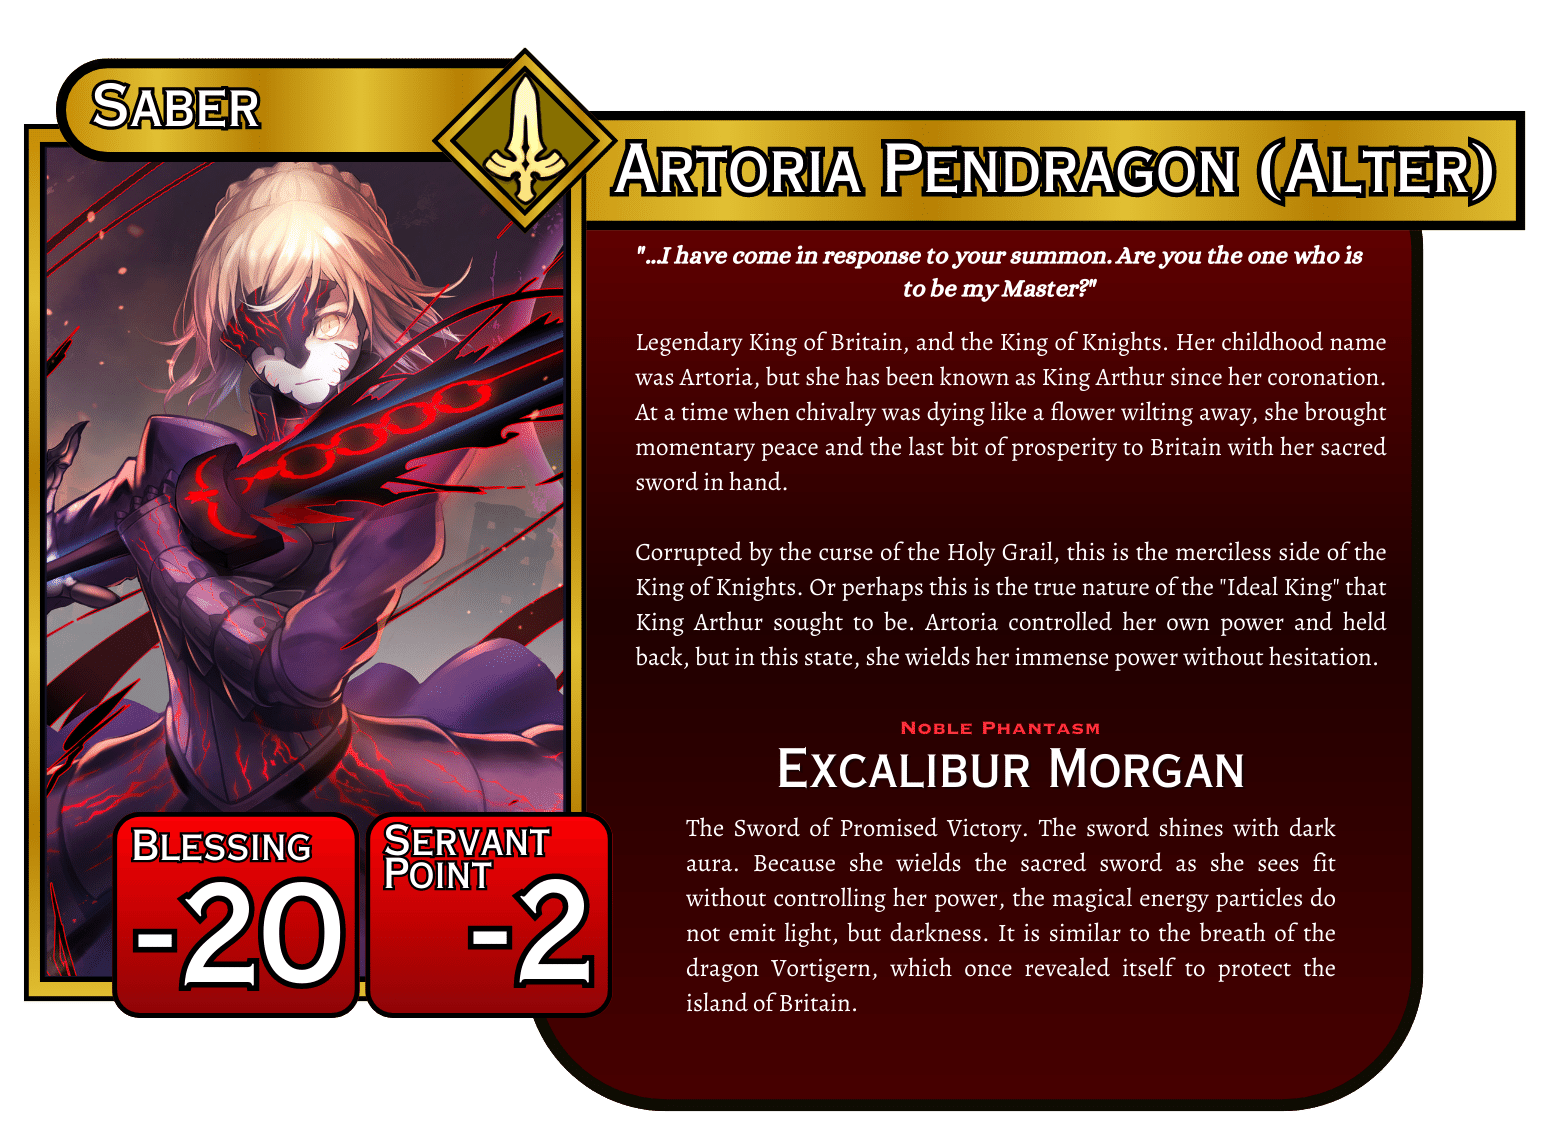 Saber
Artoria Pendragon (Alter)
"...I have come in response to your summon. Are you the one who is
to be my Master?"
Legendary King of Britain, and the King of Knights. Her childhood name
was Artoria, but she has been known as King Arthur since her coronation.
At a time when chivalry was dying like a flower wilting away, she brought
momentary peace and the last bit of prosperity to Britain with her sacred
sword in hand.
Corrupted by the curse of the Holy Grail, this is the merciless side of the
King of Knights. Or perhaps this is the true nature of the "Ideal King" that
King Arthur sought to be. Artoria controlled her own power and held
back, but in this state, she wields her immense power without hesitation.
Noble Phantasm
Excalibur Morgan
The Sword of Promised Victory. The sword shines with dark
aura. Because she wields the sacred sword as she sees fit
without controlling her power, the magical energy particles do
not emit light, but darkness. It is similar to the breath of the
dragon Vortigern, which once revealed itself to protect the
island of Britain.
Blessing
-20
Servant
Point
-2